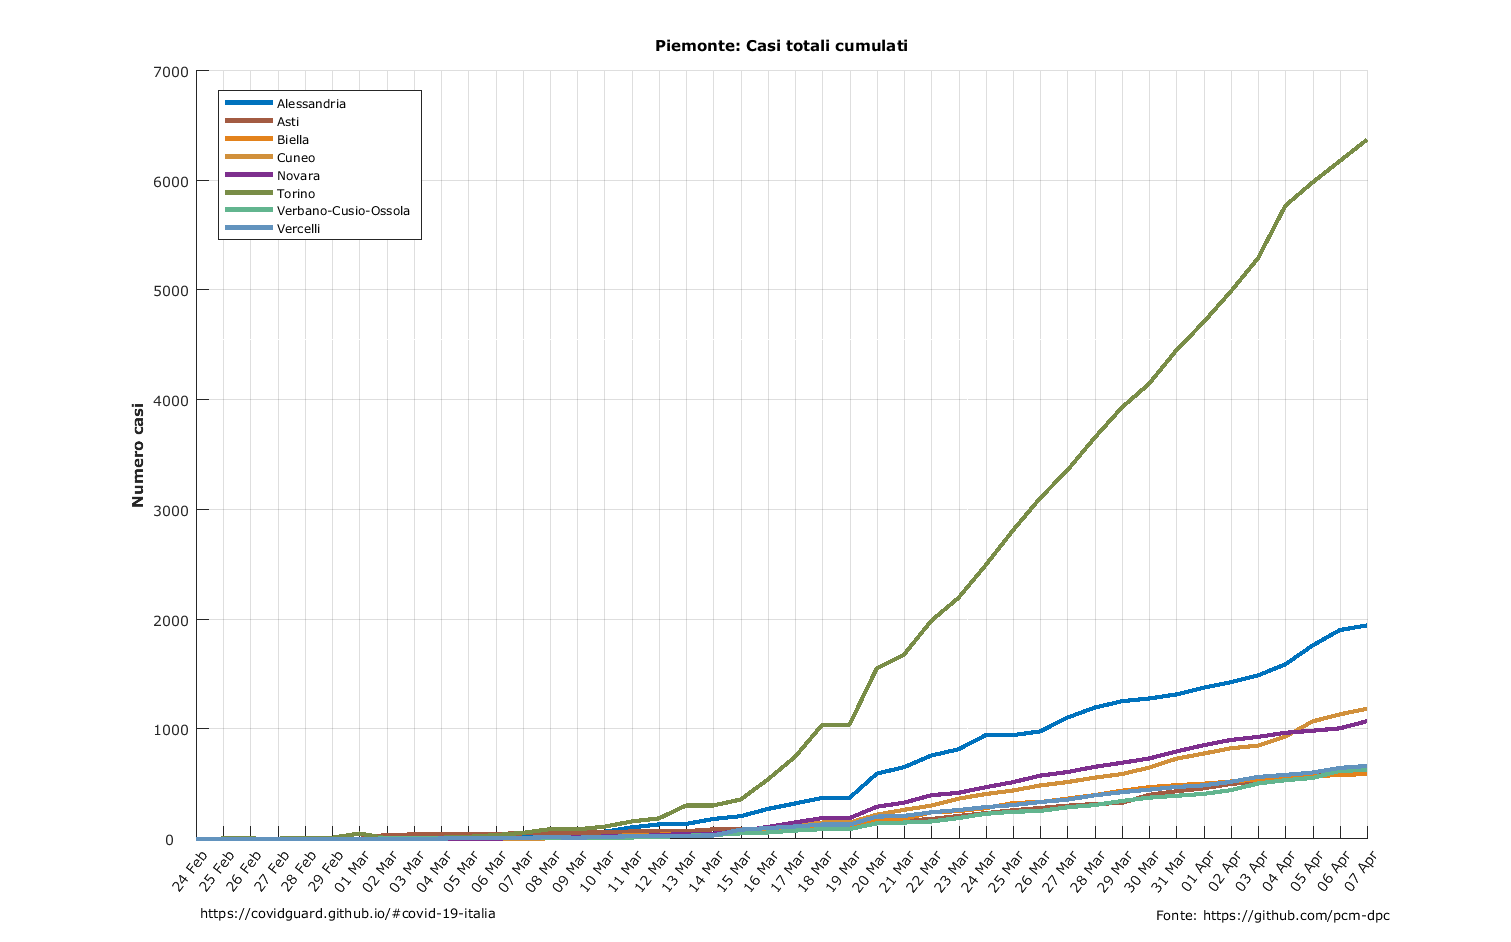 Piemonte: Casi totali cumulati
7000
6000
5000
4000
3000
2000
1000
0
Numero casi
Alessandria
Asti
Biella
Cuneo
Novara
Torino
Verbano-Cusio-Ossola
Vercelli
24 Feb
25 Feb
26 Feb
27 Feb
28 Feb
29 Feb
01 Mar
02 Mar
03 Mar
04 Mar
05 Mar
06 Mar
07 Mar
08 Mar
09 Mar
10 Mar
11 Mar
12 Mar
13 Mar
14 Mar
15 Mar
16 Mar
17 Mar
18 Mar
19 Mar
20 Mar
21 Mar
22 Mar
23 Mar
24 Mar
25 Mar
26 Mar
27 Mar
28 Mar
29 Mar
30 Mar
31 Mar
01 Apr
02 Apr
03 Apr
04 Apr
05 Apr
06 Apr
07 Apr
https://covidguard.github.io/#covid-19-italia
Fonte: https://github.com/pcm-dpc